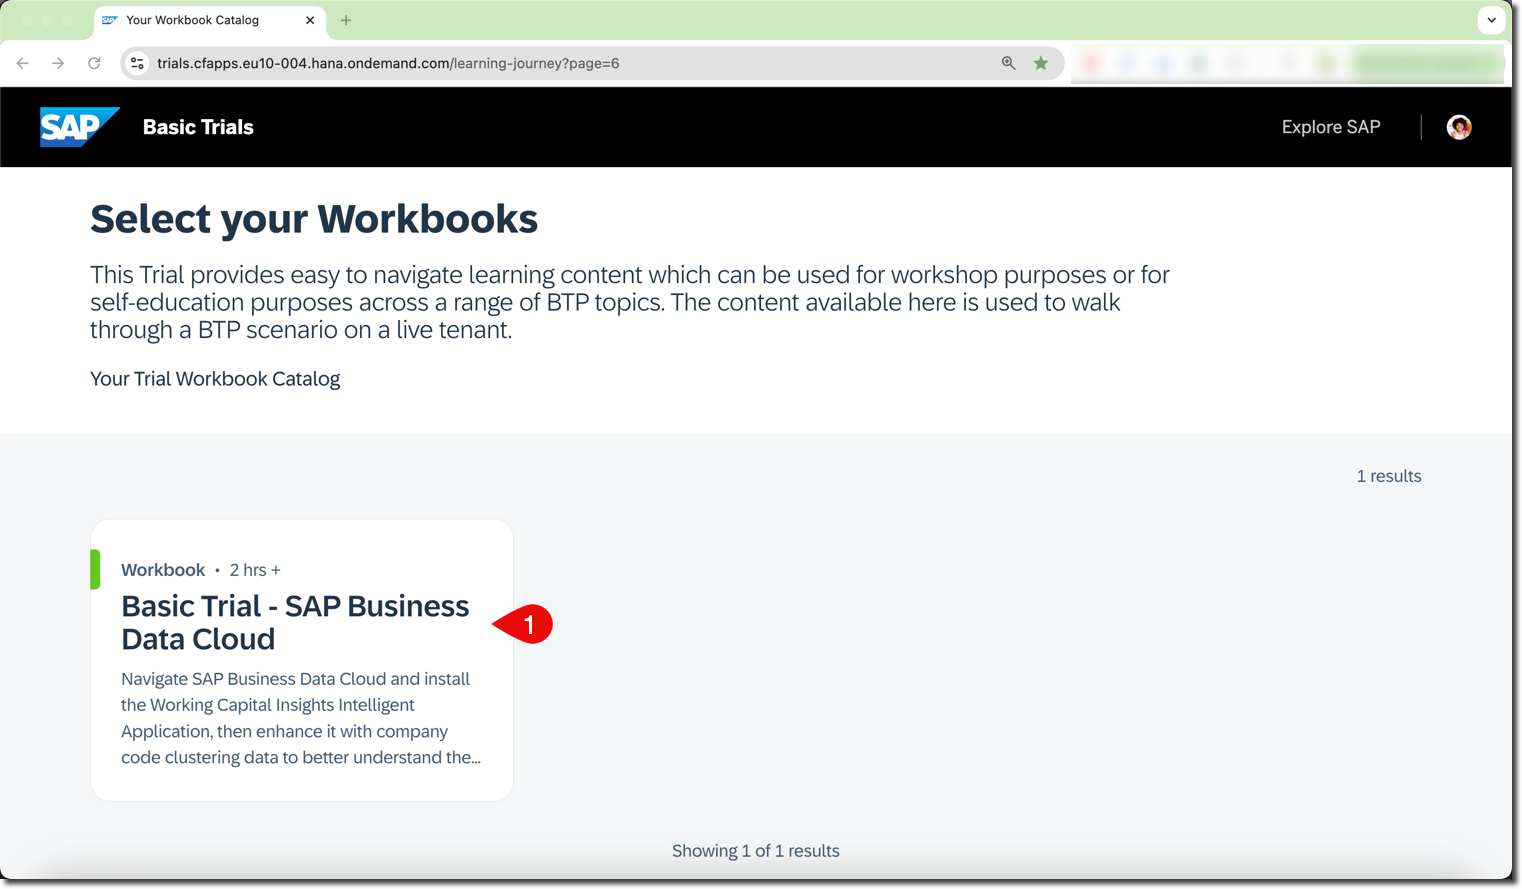 Your Workbook Catalog
trials.cfapps.eu10-004.hana.ondemand.com/learning-journey?page=6
SAP
Basic Trials
Explore SAP
Select your Workbooks
This Trial provides easy to navigate learning content which can be used for workshop purposes or for
self-education purposes across a range of BTP topics. The content available here is used to walk
through a BTP scenario on a live tenant.
Your Trial Workbook Catalog
1 results
Workbook • 2 hrs +
Basic Trial - SAP Business
Data Cloud
1
Navigate SAP Business Data Cloud and install
the Working Capital Insights Intelligent
Application, then enhance it with company
code clustering data to better understand the...
Showing 1 of 1 results